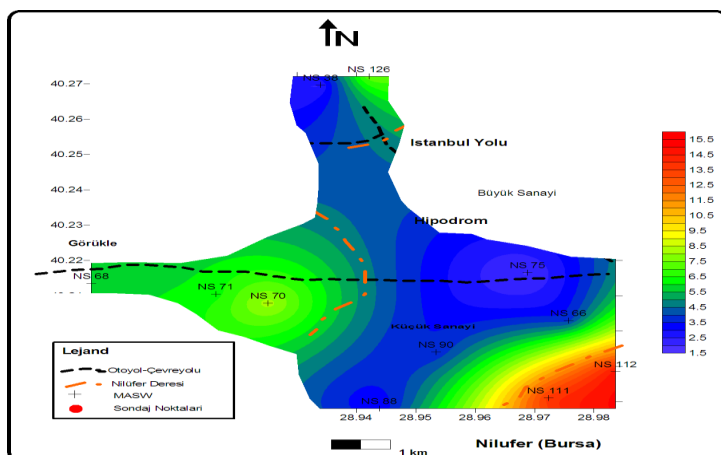 N
NS 126
40.27
40.26
Istanbul Yolu
40.25
40.24
Büyük Sanayi
40.23
Hipodrom
Görükle
40.22
NS 68
NS 75
NS 71
NS 70
NS 66
Küçük Sanayi
NS 90
NS 112
NS 111
NS 88
28.94 28.95 28.96 28.97 28.98
Nilufer (Bursa)
1 km
Lejand
Otoyol-Çevreyolu
Nilüfer Deresi
MASW
Sondaj Noktalari
15.5
14.5
13.5
12.5
11.5
10.5
9.5
8.5
7.5
6.5
5.5
4.5
3.5
2.5
1.5